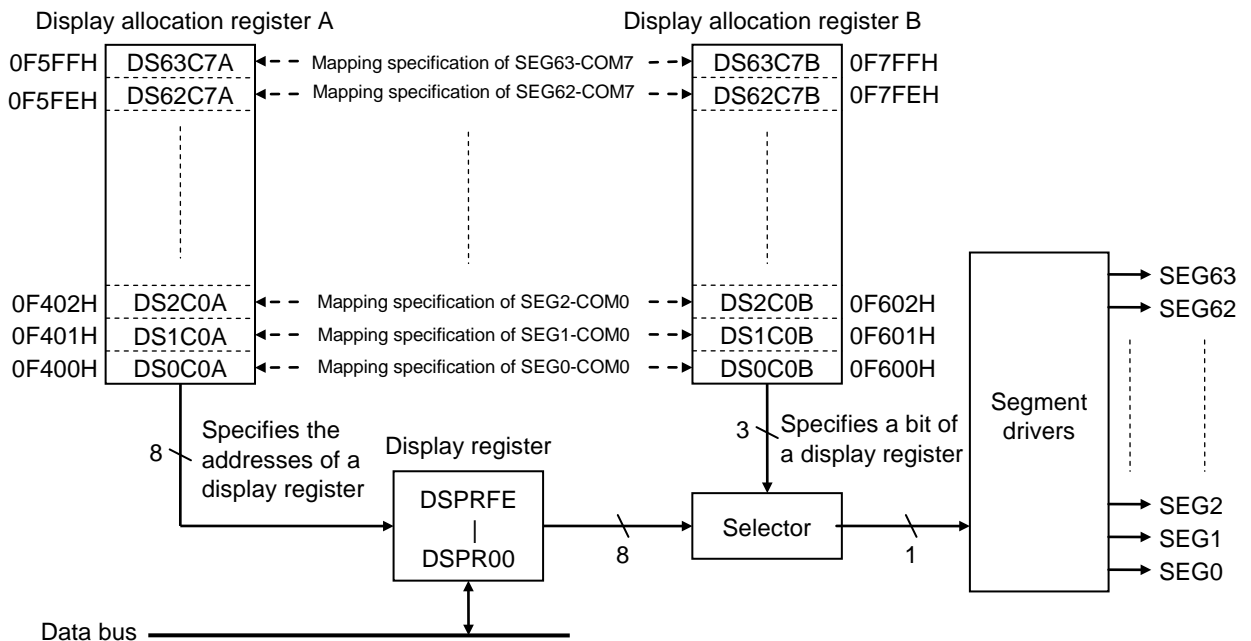 Display allocation register A
Display allocation register B
0F5FFH DS63C7A Mapping specification of SEG63-COM7 DS63C7B 0F7FFH
0F5FEH DS62C7A Mapping specification of SEG62-COM7 DS62C7B 0F7FEH
0F402H DS2C0A Mapping specification of SEG2-COM0 DS2C0B 0F602H
0F401H DS1C0A Mapping specification of SEG1-COM0 DS1C0B 0F601H
0F400H DS0C0A Mapping specification of SEG0-COM0 DS0C0B 0F600H
8
Specifies the
addresses of a
display register
Display register
DSPRFE
|
DSPR00
8
3
Specifies a bit of
a display register
Selector
1
Segment
drivers
SEG63
SEG62
SEG2
SEG1
SEG0
Data bus